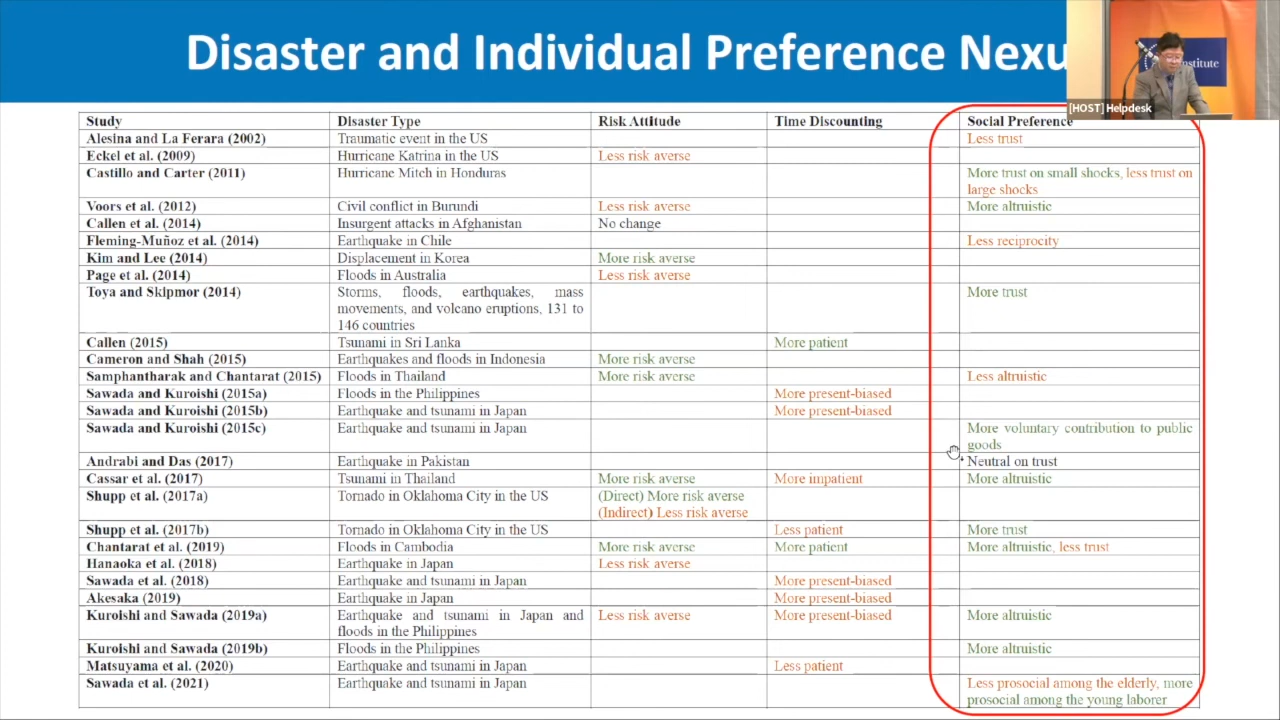 Disaster and Individual Preference Nexu
stitute
[HOST] Helpdesk
Study Disaster Type Risk Attitude Time Discounting Social Preference
Alesina and La Ferara (2002) Traumatic event in the US Less trust
Eckel et al. (2009) Hurricane Katrina in the US Less risk averse
Castillo and Carter (2011) Hurricane Mitch in Honduras More trust on small shocks, less trust on
large shocks
Voors et al. (2012) Civil conflict in Burundi Less risk averse More altruistic
Callen et al. (2014) Insurgent attacks in Afghanistan No change
Fleming-Muñoz et al. (2014) Earthquake in Chile Less reciprocity
Kim and Lee (2014) Displacement in Korea More risk averse
Page et al. (2014) Floods in Australia Less risk averse
Toya and Skipmor (2014) Storms, floods, earthquakes, mass More trust
movements, and volcano eruptions, 131 to
146 countries
Callen (2015) Tsunami in Sri Lanka More patient
Cameron and Shah (2015) Earthquakes and floods in Indonesia More risk averse
Samphantharak and Chantarat (2015) Floods in Thailand More risk averse Less altruistic
Sawada and Kuroishi (2015a) Floods in the Philippines More present-biased
Sawada and Kuroishi (2015b) Earthquake and tsunami in Japan More present-biased
Sawada and Kuroishi (2015c) Earthquake and tsunami in Japan More voluntary contribution to public
goods
Andrabi and Das (2017) Earthquake in Pakistan Neutral on trust
Cassar et al. (2017) Tsunami in Thailand More risk averse More impatient More altruistic
Shupp et al. (2017a) Tornado in Oklahoma City in the US (Direct) More risk averse
(Indirect) Less risk averse
Shupp et al. (2017b) Tornado in Oklahoma City in the US Less patient More trust
Chantarat et al. (2019) Floods in Cambodia More risk averse More patient More altruistic, less trust
Hanaoka et al. (2018) Earthquake in Japan Less risk averse
Sawada et al. (2018) Earthquake and tsunami in Japan More present-biased
Akesaka (2019) Earthquake in Japan More present-biased
Kuroishi and Sawada (2019a) Earthquake and tsunami in Japan and Less risk averse More present-biased More altruistic
floods in the Philippines
Kuroishi and Sawada (2019b) Floods in the Philippines More altruistic
Matsuyama et al. (2020) Earthquake and tsunami in Japan Less patient
Sawada et al. (2021) Earthquake and tsunami in Japan Less prosocial among the elderly, more
prosocial among the young laborer